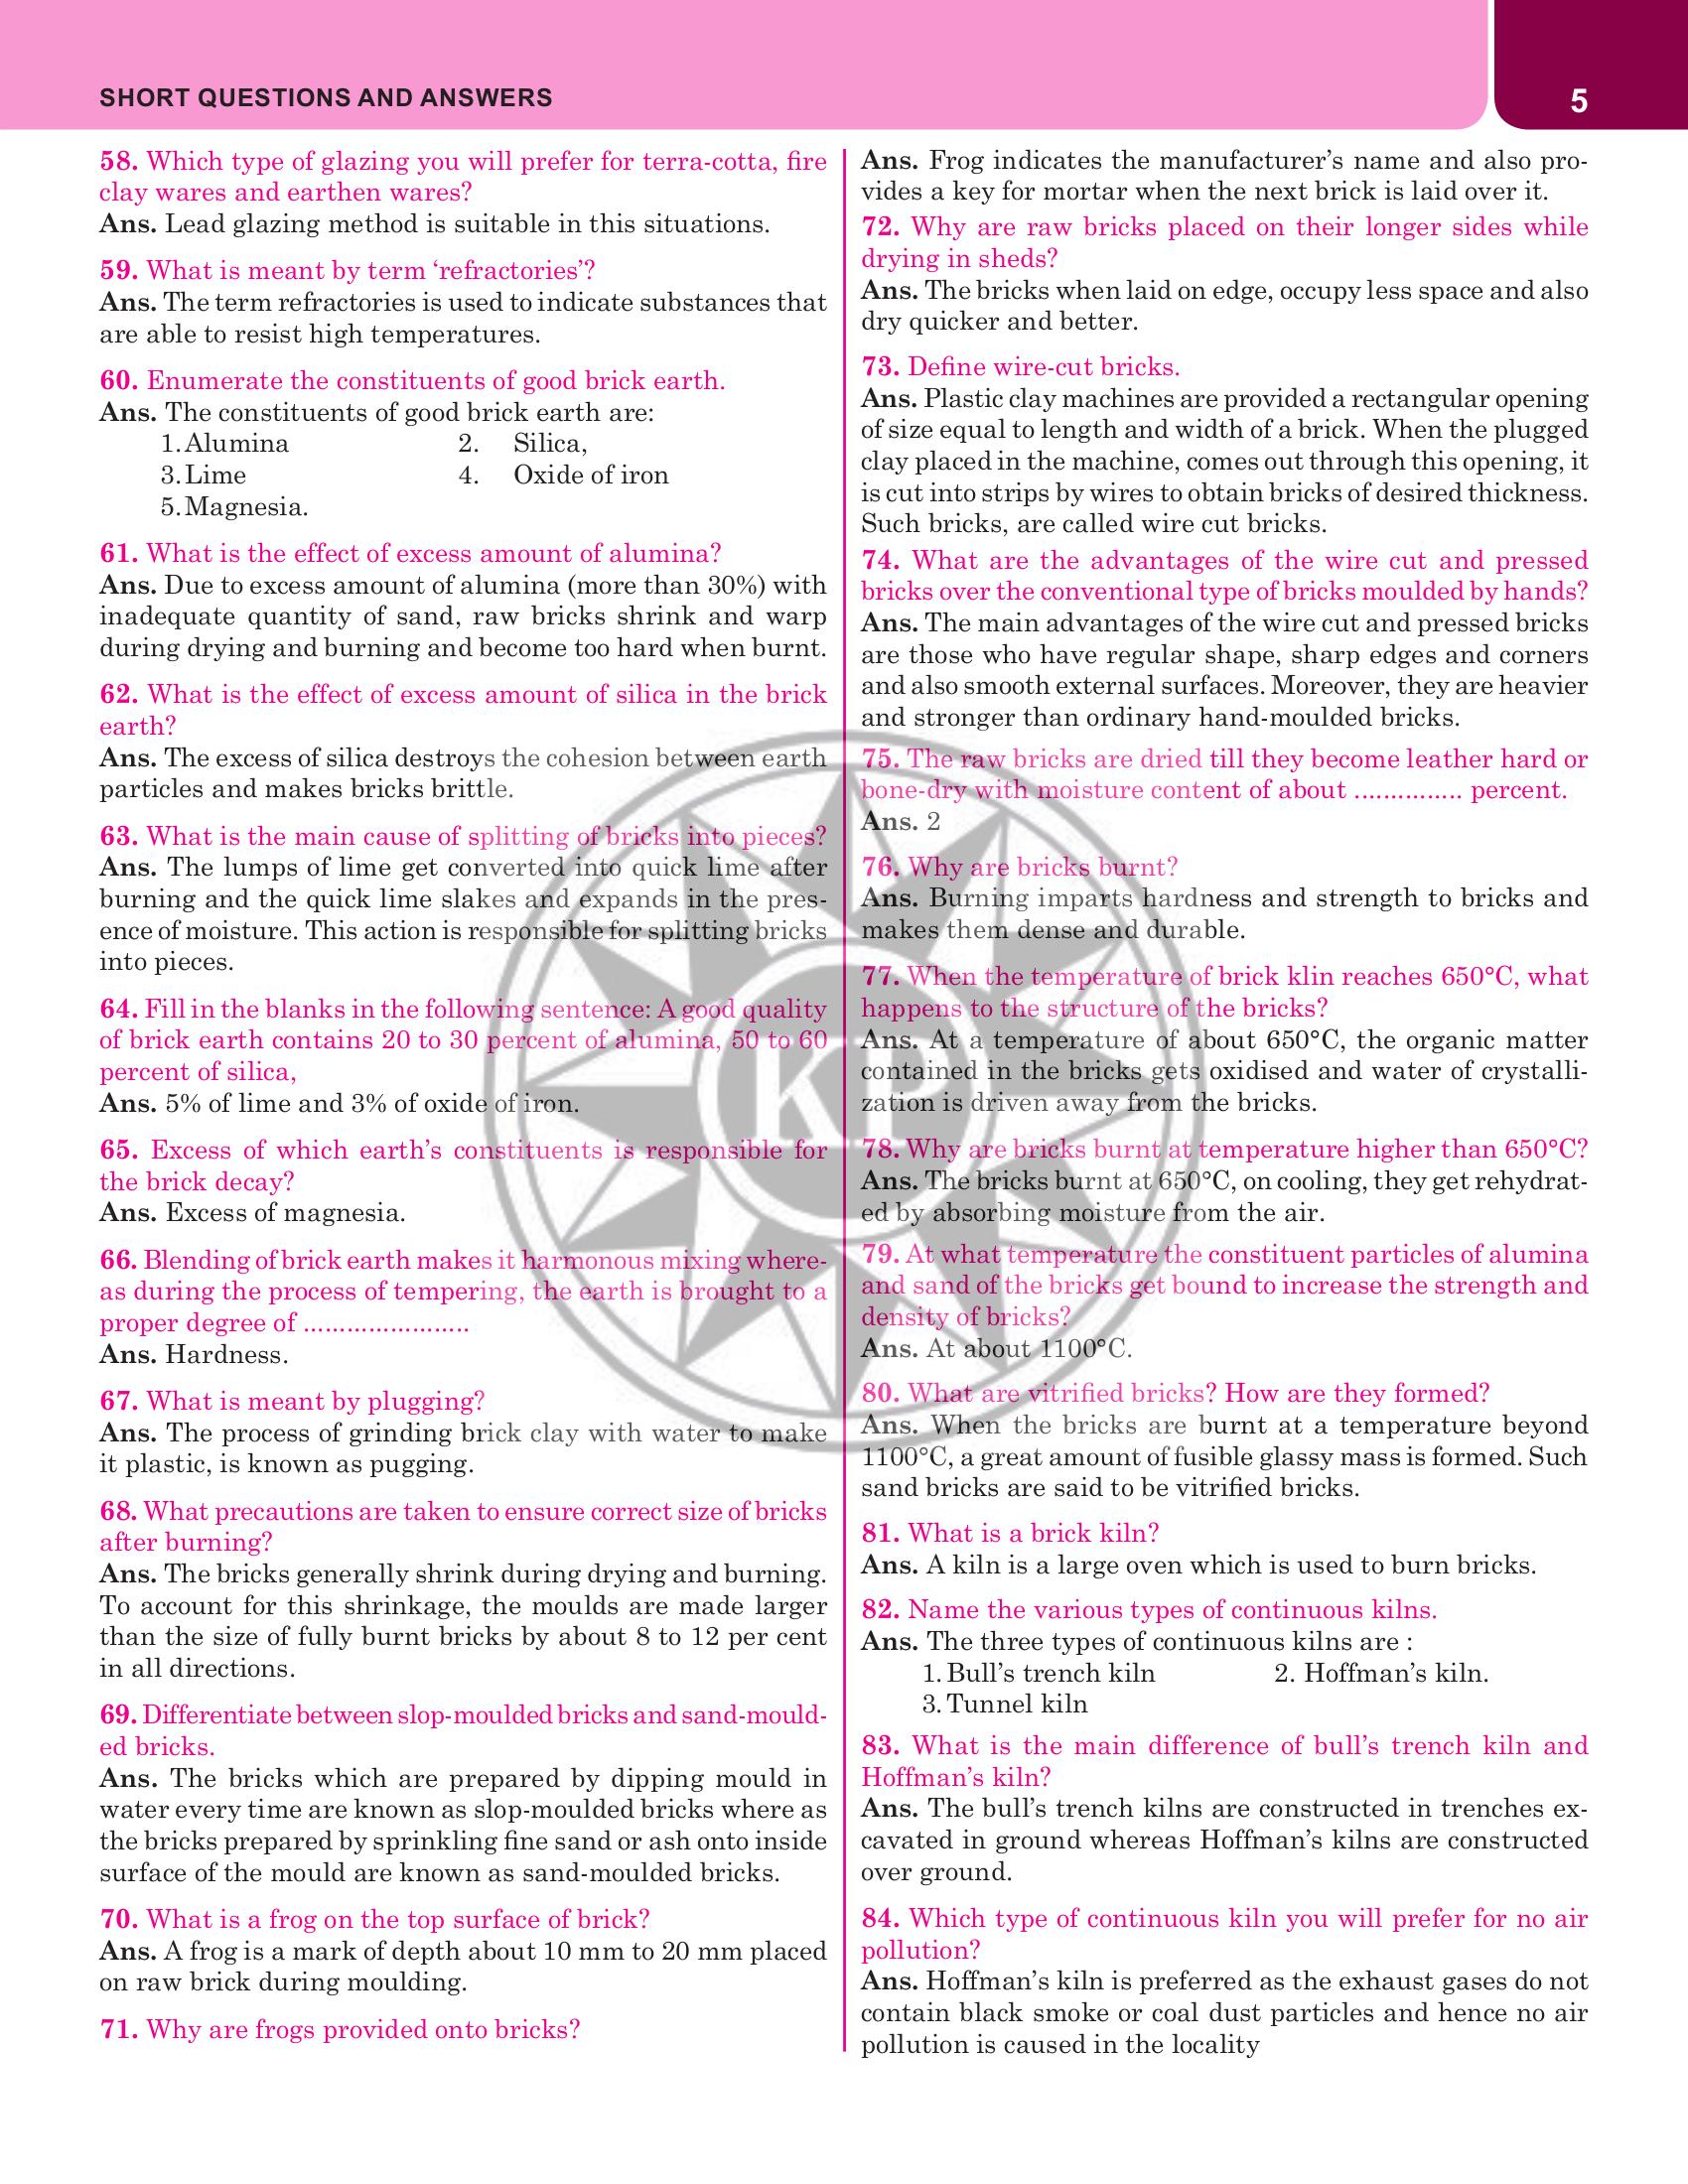 SHORT QUESTIONS AND ANSWERS
5
58. Which type of glazing you will prefer for terra-cotta, fire
clay wares and earthen wares?
Ans. Lead glazing method is suitable in this situations.
59. What is meant by term ‘refractories’?
Ans. The term refractories is used to indicate substances that
are able to resist high temperatures.
60. Enumerate the constituents of good brick earth.
Ans. The constituents of good brick earth are:
1. Alumina 2. Silica,
3. Lime 4. Oxide of iron
5. Magnesia.
61. What is the effect of excess amount of alumina?
Ans. Due to excess amount of alumina (more than 30%) with
inadequate quantity of sand, raw bricks shrink and warp
during drying and burning and become too hard when burnt.
62. What is the effect of excess amount of silica in the brick
earth?
Ans. The excess of silica destroys the cohesion between earth
particles and makes bricks brittle.
63. What is the main cause of splitting of bricks into pieces?
Ans. The lumps of lime get converted into quick lime after
burning and the quick lime slakes and expands in the pres-
ence of moisture. This action is responsible for splitting bricks
into pieces.
64. Fill in the blanks in the following sentence: A good quality
of brick earth contains 20 to 30 percent of alumina, 50 to 60
percent of silica,
Ans. 5% of lime and 3% of oxide of iron.
65. Excess of which earth’s constituents is responsible for
the brick decay?
Ans. Excess of magnesia.
66. Blending of brick earth makes it harmonous mixing where-
as during the process of tempering, the earth is brought to a
proper degree of .......................
Ans. Hardness.
67. What is meant by plugging?
Ans. The process of grinding brick clay with water to make
it plastic, is known as pugging.
68. What precautions are taken to ensure correct size of bricks
after burning?
Ans. The bricks generally shrink during drying and burning.
To account for this shrinkage, the moulds are made larger
than the size of fully burnt bricks by about 8 to 12 per cent
in all directions.
69. Differentiate between slop-moulded bricks and sand-mould-
ed bricks.
Ans. The bricks which are prepared by dipping mould in
water every time are known as slop-moulded bricks where as
the bricks prepared by sprinkling fine sand or ash onto inside
surface of the mould are known as sand-moulded bricks.
70. What is a frog on the top surface of brick?
Ans. A frog is a mark of depth about 10 mm to 20 mm placed
on raw brick during moulding.
71. Why are frogs provided onto bricks?
Ans. Frog indicates the manufacturer’s name and also pro-
vides a key for mortar when the next brick is laid over it.
72. Why are raw bricks placed on their longer sides while
drying in sheds?
Ans. The bricks when laid on edge, occupy less space and also
dry quicker and better.
73. Define wire-cut bricks.
Ans. Plastic clay machines are provided a rectangular opening
of size equal to length and width of a brick. When the plugged
clay placed in the machine, comes out through this opening, it
is cut into strips by wires to obtain bricks of desired thickness.
Such bricks, are called wire cut bricks.
74. What are the advantages of the wire cut and pressed
bricks over the conventional type of bricks moulded by hands?
Ans. The main advantages of the wire cut and pressed bricks
are those who have regular shape, sharp edges and corners
and also smooth external surfaces. Moreover, they are heavier
and stronger than ordinary hand-moulded bricks.
75. The raw bricks are dried till they become leather hard or
bone-dry with moisture content of about ............... percent.
Ans. 2
76. Why are bricks burnt?
Ans. Burning imparts hardness and strength to bricks and
makes them dense and durable.
77. When the temperature of brick klin reaches 650°C, what
happens to the structure of the bricks?
Ans. At a temperature of about 650°C, the organic matter
contained in the bricks gets oxidised and water of crystalli-
zation is driven away from the bricks.
78. Why are bricks burnt at temperature higher than 650°C?
Ans. The bricks burnt at 650°C, on cooling, they get rehydrat-
ed by absorbing moisture from the air.
79. At what temperature the constituent particles of alumina
and sand of the bricks get bound to increase the strength and
density of bricks?
Ans. At about 1100°C.
80. What are vitrified bricks? How are they formed?
Ans. When the bricks are burnt at a temperature beyond
1100°C, a great amount of fusible glassy mass is formed. Such
sand bricks are said to be vitrified bricks.
81. What is a brick kiln?
Ans. A kiln is a large oven which is used to burn bricks.
82. Name the various types of continuous kilns.
Ans. The three types of continuous kilns are :
1. Bull’s trench kiln 2. Hoffman’s kiln.
3. Tunnel kiln
83. What is the main difference of bull’s trench kiln and
Hoffman’s kiln?
Ans. The bull’s trench kilns are constructed in trenches ex-
cavated in ground whereas Hoffman’s kilns are constructed
over ground.
84. Which type of continuous kiln you will prefer for no air
pollution?
Ans. Hoffman’s kiln is preferred as the exhaust gases do not
contain black smoke or coal dust particles and hence no air
pollution is caused in the locality
KP